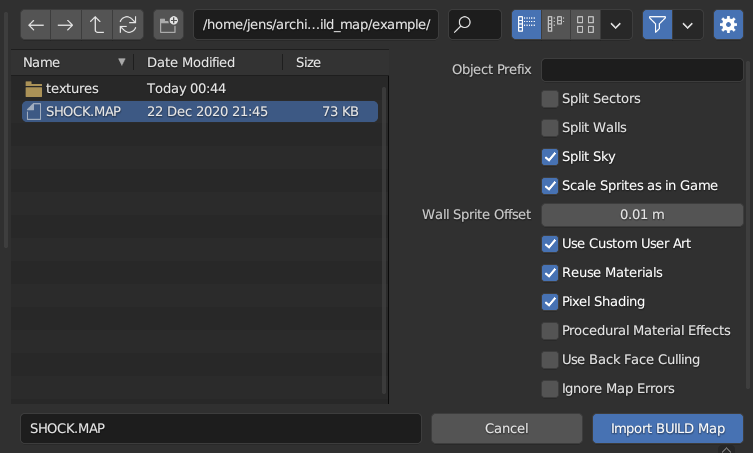 /home/jens/archi...ild_map/example/
Name Date Modified Size
textures Today 00:44
SHOCK.MAP 22 Dec 2020 21:45 73 KB
Object Prefix
Split Sectors
Split Walls
Split Sky
Scale Sprites as in Game
Wall Sprite Offset 0.01 m
Use Custom User Art
Reuse Materials
Pixel Shading
Procedural Material Effects
Use Back Face Culling
Ignore Map Errors
SHOCK.MAP
Cancel
Import BUILD Map